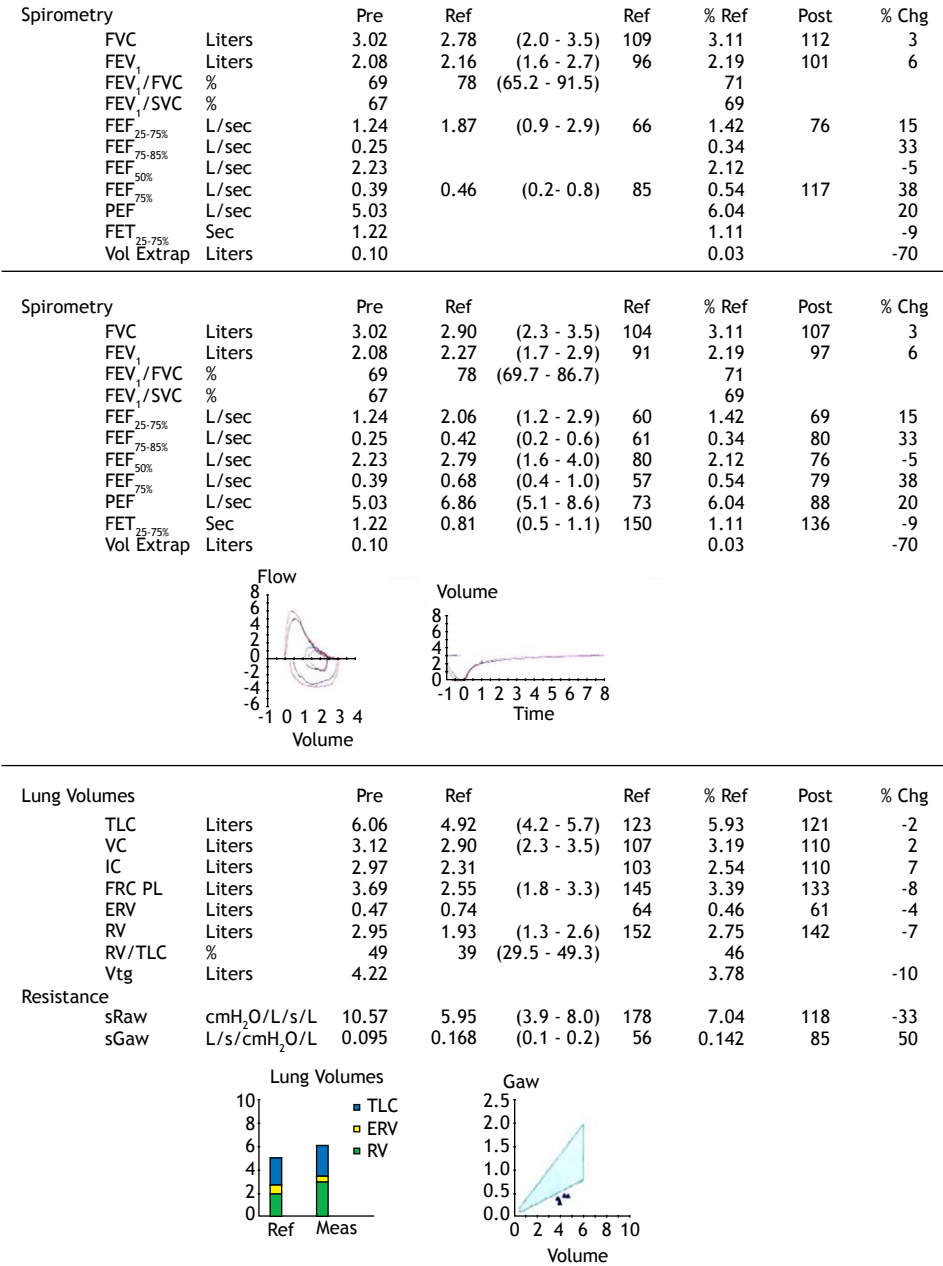 Spirometry Pre Ref Ref % Ref Post % Chg
FVC Liters 3.02 2.78 (2.0 - 3.5) 109 3.11 112 3
FEV1 Liters 2.08 2.16 (1.6 - 2.7) 96 2.19 101 6
FEV1/FVC % 69 78 (65.2 - 91.5) 71
FEV1/SVC % 67 69
FEF25-75% L/sec 1.24 1.87 (0.9 - 2.9) 66 1.42 76 15
FEF75-85% L/sec 0.25 0.34 33
FEF50% L/sec 2.23 2.12 -5
FEF75% L/sec 0.39 0.46 (0.2- 0.8) 85 0.54 117 38
PEF L/sec 5.03 6.04 20
FET25-75% Sec 1.22 1.11 -9
Vol Extrap Liters 0.10 0.03 -70
Spirometry Pre Ref Ref % Ref Post % Chg
FVC Liters 3.02 2.90 (2.3 - 3.5) 104 3.11 107 3
FEV1 Liters 2.08 2.27 (1.7 - 2.9) 91 2.19 97 6
FEV1/FVC % 69 78 (69.7 - 86.7) 71
FEV1/SVC % 67 69
FEF25-75% L/sec 1.24 2.06 (1.2 - 2.9) 60 1.42 69 15
FEF75-85% L/sec 0.25 0.42 (0.2 - 0.6) 61 0.34 80 33
FEF50% L/sec 2.23 2.79 (1.6 - 4.0) 80 2.12 76 -5
FEF75% L/sec 0.39 0.68 (0.4 - 1.0) 57 0.54 79 38
PEF L/sec 5.03 6.86 (5.1 - 8.6) 73 6.04 88 20
FET25-75% Sec 1.22 0.81 (0.5 - 1.1) 150 1.11 136 -9
Vol Extrap Liters 0.10 0.03 -70
Flow
8
6
4
2
0
-2
-4
-6
-1 0 1 2 3 4
Volume
Volume
8
6
4
2
0
-1 0 1 2 3 4 5 6 7 8
Time
Lung Volumes Pre Ref Ref % Ref Post % Chg
TLC Liters 6.06 4.92 (4.2 - 5.7) 123 5.93 121 -2
VC Liters 3.12 2.90 (2.3 - 3.5) 107 3.19 110 2
IC Liters 2.97 2.31 103 2.54 110 7
FRC PL Liters 3.69 2.55 (1.8 - 3.3) 145 3.39 133 -8
ERV Liters 0.47 0.74 64 0.46 61 -4
RV Liters 2.95 1.93 (1.3 - 2.6) 152 2.75 142 -7
RV/TLC % 49 39 (29.5 - 49.3) 46
Vtg Liters 4.22 3.78 -10
Resistance
sRaw cmH2O/L/s/L 10.57 5.95 (3.9 - 8.0) 178 7.04 118 -33
sGaw L/s/cmH2O/L 0.095 0.168 (0.1 - 0.2) 56 0.142 85 50
Lung Volumes
10
8
6
4
2
0
Ref Meas
TLC
ERV
RV
Gaw
2.5
2.0
1.5
1.0
0.5
0.0
0 2 4 6 8 10
Volume